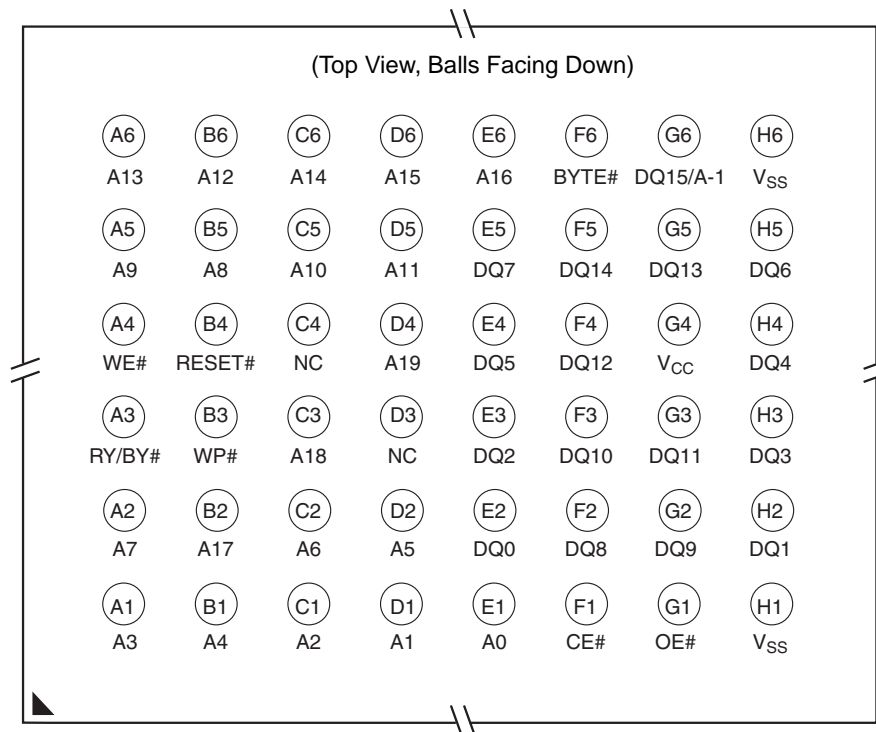 (Top View, Balls Facing Down)
A6 B6 C6 D6 E6 F6 G6 H6
A13 A12 A14 A15 A16 BYTE# DQ15/A-1 VSS
A5 B5 C5 D5 E5 F5 G5 H5
A9 A8 A10 A11 DQ7 DQ14 DQ13 DQ6
A4 B4 C4 D4 E4 F4 G4 H4
WE# RESET# NC A19 DQ5 DQ12 VCC DQ4
A3 B3 C3 D3 E3 F3 G3 H3
RY/BY# WP# A18 NC DQ2 DQ10 DQ11 DQ3
A2 B2 C2 D2 E2 F2 G2 H2
A7 A17 A6 A5 DQ0 DQ8 DQ9 DQ1
A1 B1 C1 D1 E1 F1 G1 H1
A3 A4 A2 A1 A0 CE# OE# VSS